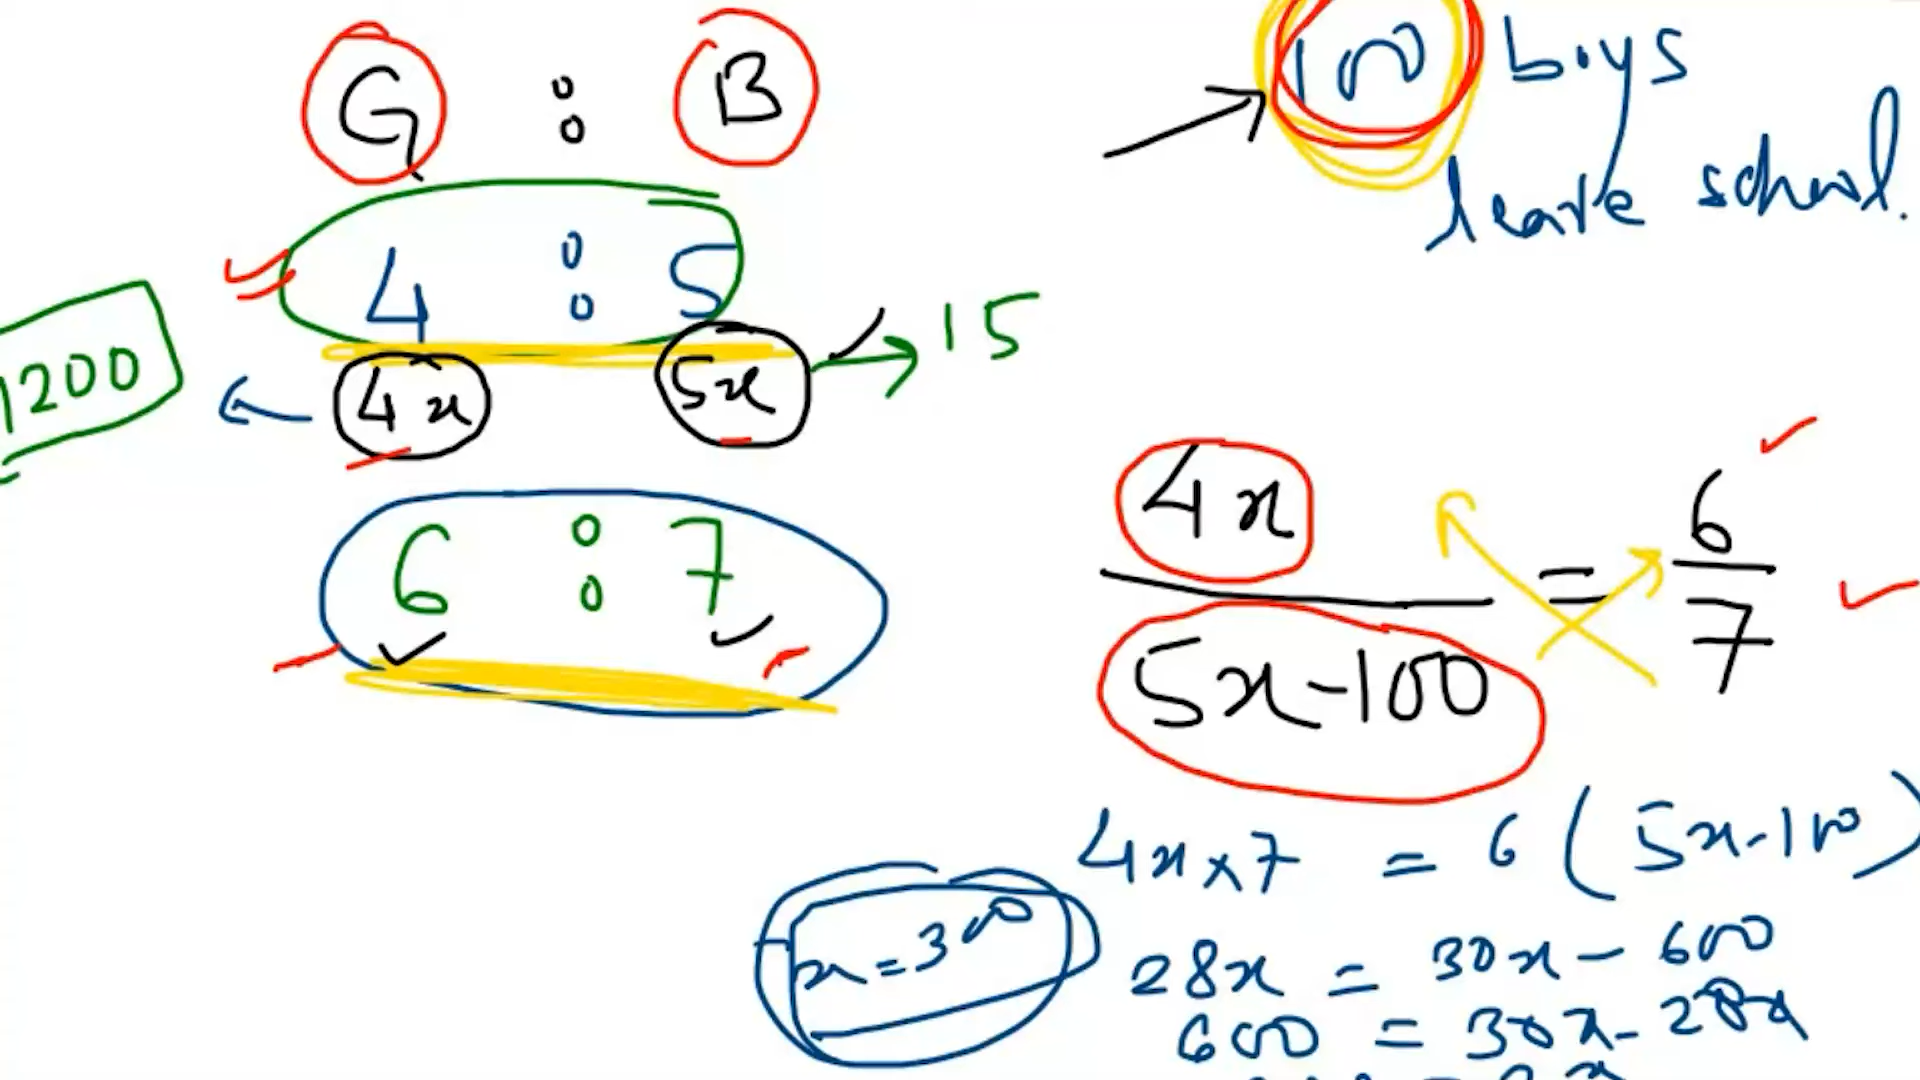 G : B
4 : 5
4x 5x
1200
15
6 : 7
100 boys
leave school.
4x / 5x-100 = 6/7
4x×7 = 6(5x-100)
28x = 30x-600
600 = 30x-28x
x=300